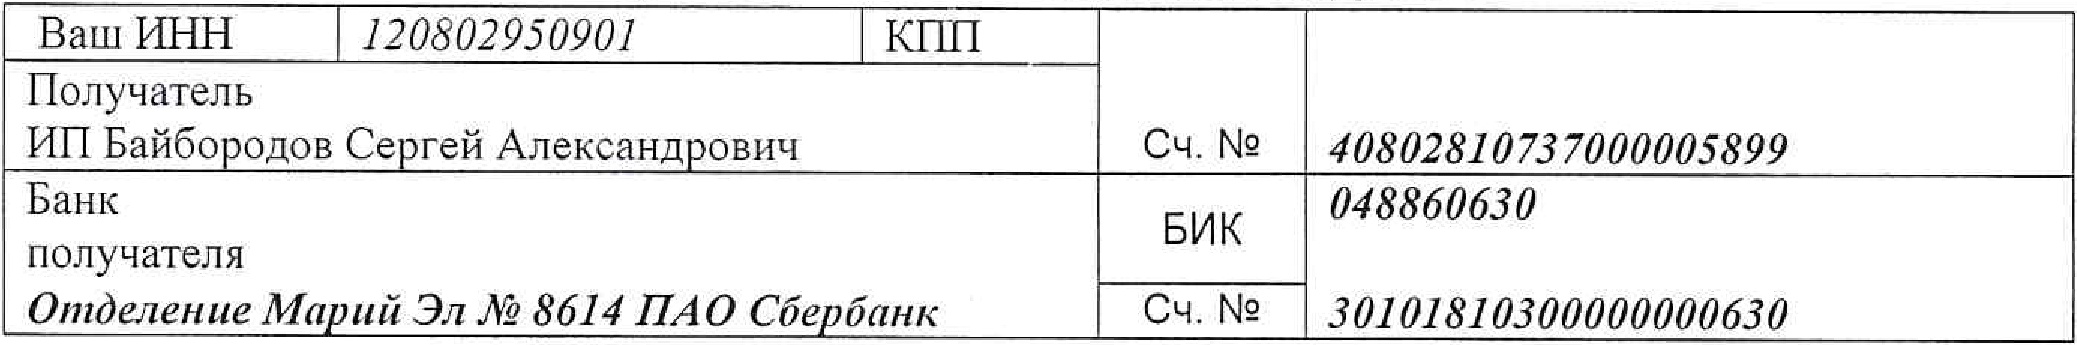 Ваш ИНН 120802950901 КПП
Получатель
ИП Байбородов Сергей Александрович Сч. № 40802810737000005899
Банк 048860630
БИК
получателя
Отделение Марий Эл № 8614 ПАО Сбербанк Сч. № 30101810300000000630